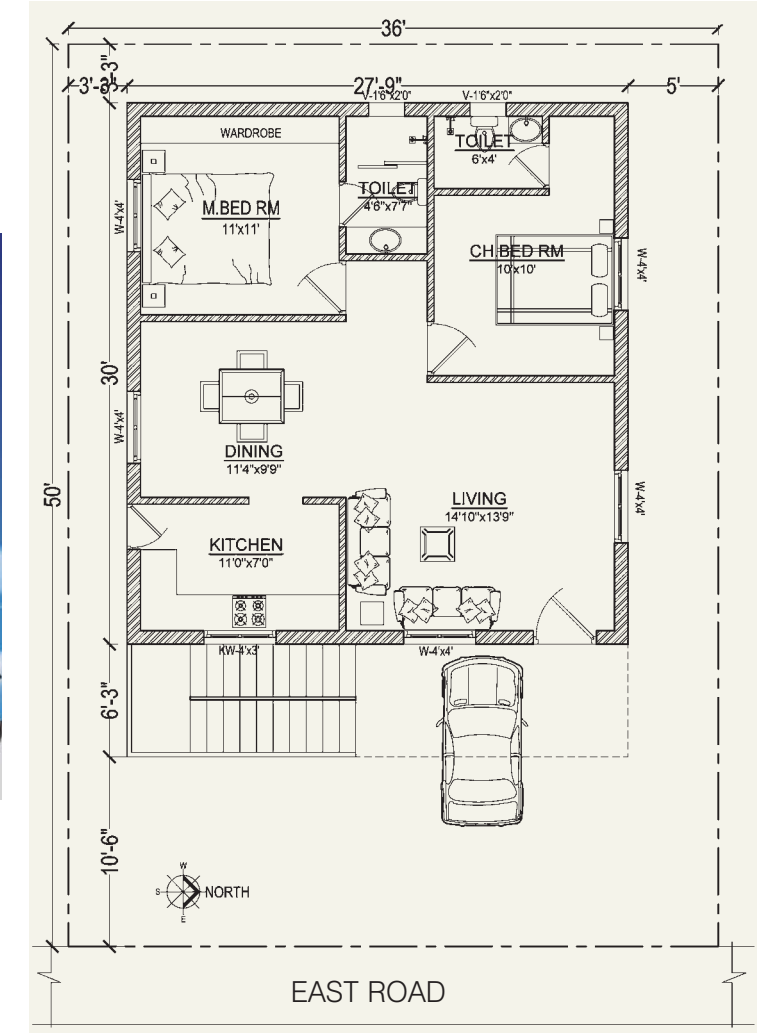 36'
3'-3"
3'-3"
27'-9"
5'
V-1'6"x2'0"
V-1'6"x2'0"
WARDROBE
TOILET
6'x4'
TOILET
4'6"x7'7"
W-4'x4'
M.BED RM
11'x11'
CH.BED RM
10'x10'
W-4'x4'
30'
W-4'x4'
DINING
11'4"x9'9"
50'
LIVING
14'10"x13'9"
W-4'x4'
KITCHEN
11'0"x7'0"
KW-4'x3'
W-4'x4'
6'-3"
10'-6"
W
S
NORTH
E
EAST ROAD